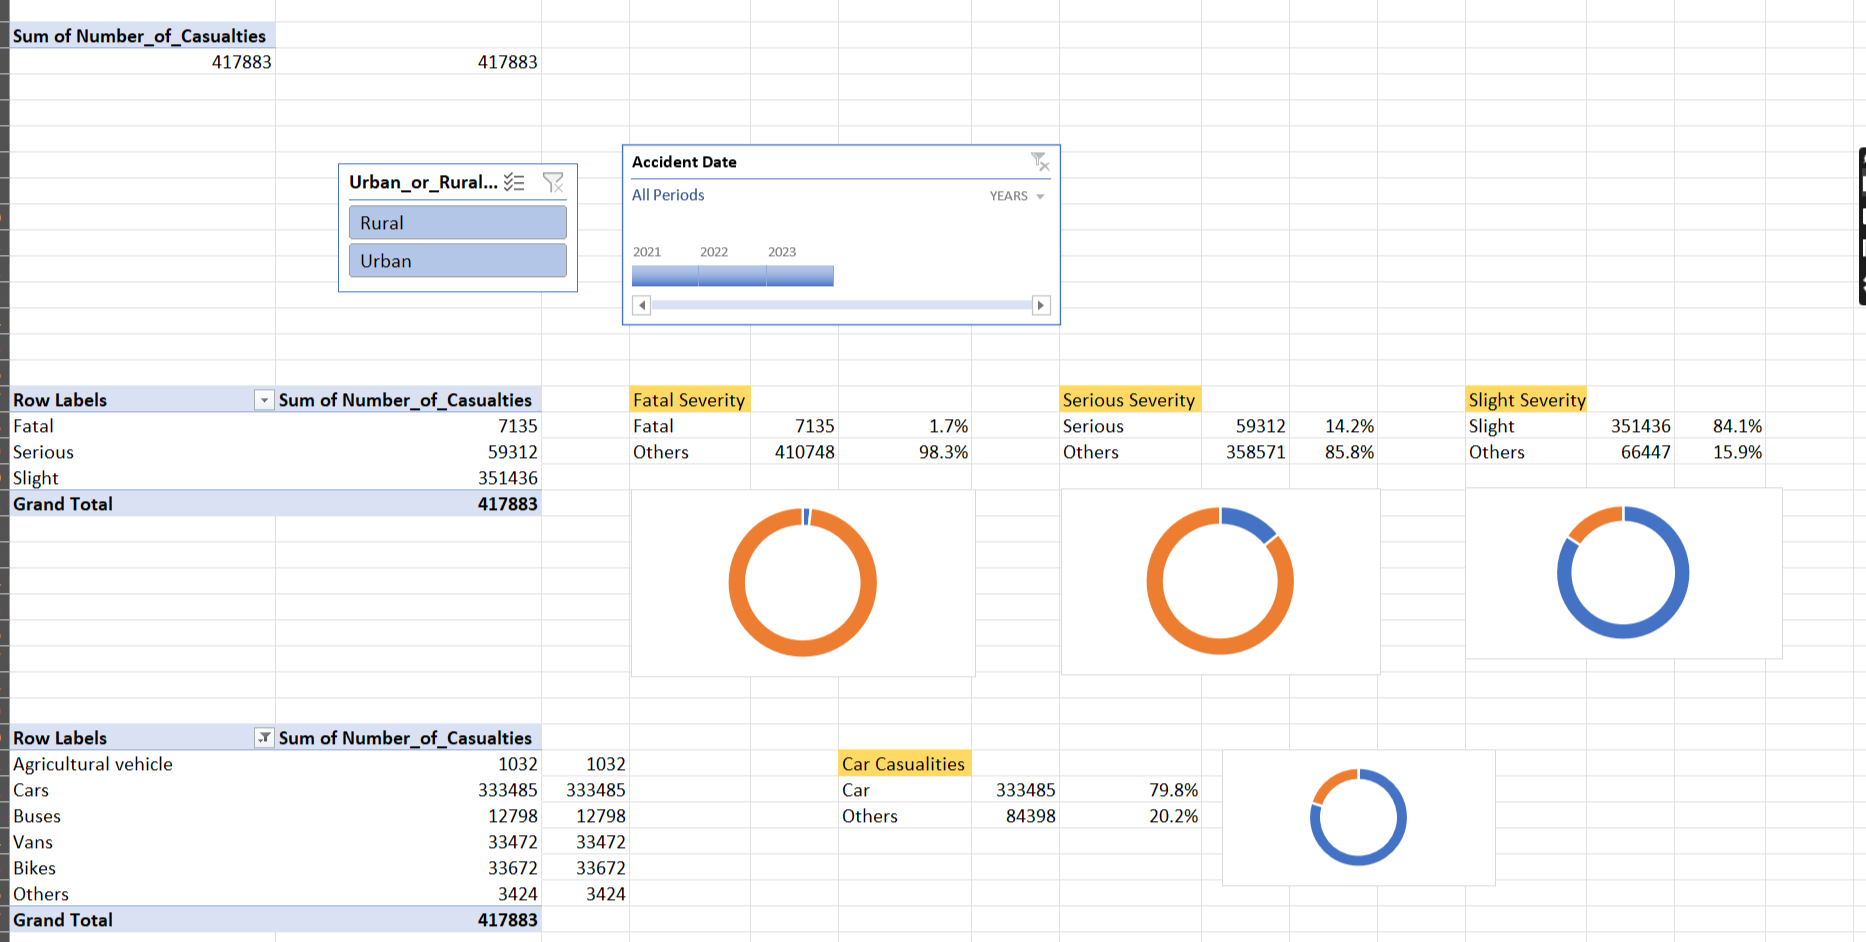 Sum of Number_of_Casualties
417883 417883
Urban_or_Rural...
Rural
Urban
Accident Date
All Periods YEARS
2021 2022 2023
Row Labels Sum of Number_of_Casualties Fatal Severity Serious Severity Slight Severity
Fatal 7135 Fatal 7135 1.7% Serious 59312 14.2% Slight 351436 84.1%
Serious 59312 Others 410748 98.3% Others 358571 85.8% Others 66447 15.9%
Slight 351436
Grand Total 417883
Row Labels Sum of Number_of_Casualties
Agricultural vehicle 1032 1032 Car Casualities
Cars 333485 333485 Car 333485 79.8%
Buses 12798 12798 Others 84398 20.2%
Vans 33472 33472
Bikes 33672 33672
Others 3424 3424
Grand Total 417883